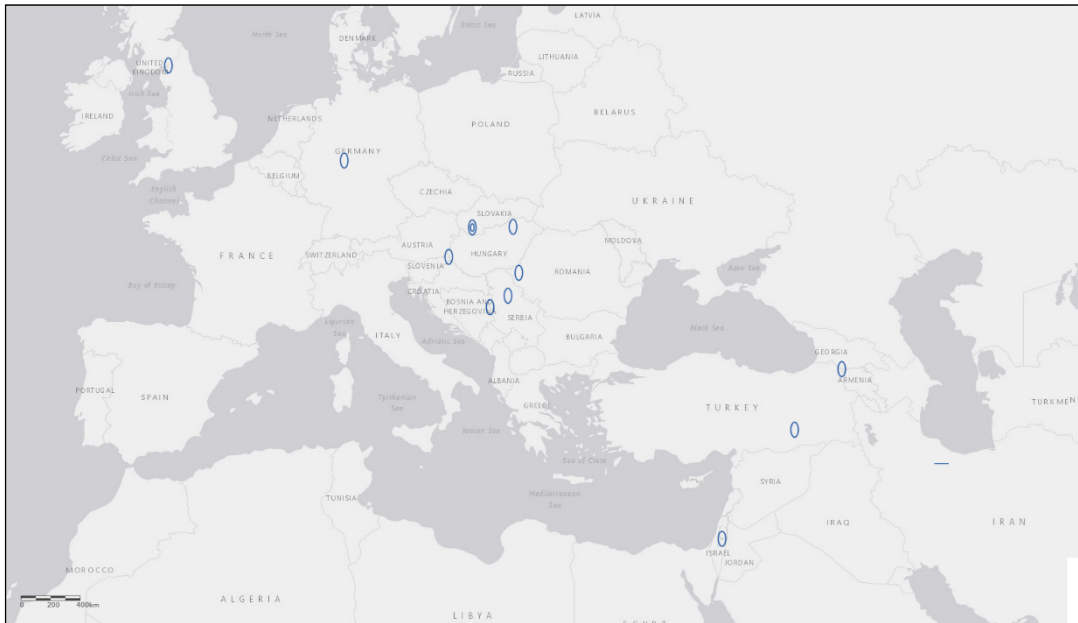 LATVIA
Baltic Sea
North Sea
DENMARK
LITHUANIA
UNITED
KINGDOM
RUSSIA
Irish Sea
BELARUS
IRELAND
NETHERLANDS
POLAND
GERMANY
Celtic Sea
BELGIUM
English
Channel
CZECHIA
UKRAINE
SLOVAKIA
MOLDOVA
AUSTRIA
FRANCE
SWITZERLAND
HUNGARY
SLOVENIA
Azov Sea
ROMANIA
Bay of Biscay
CROATIA
BOSNIA AND
HERZEGOVINA
SERBIA
Ligurian
Sea
Black Sea
ITALY
Adriatic Sea
BULGARIA
GEORGIA
ALBANIA
ARMENIA
PORTUGAL
SPAIN
Tyrrhenian
Sea
GREECE
TURKEY
TURKMEN
Ionian Sea
Sea of Crete
SYRIA
TUNISIA
Mediterranean
Sea
IRAQ
IRAN
ISRAEL
JORDAN
MOROCCO
ALGERIA
0 200 400km
LIBYA
EGYPT